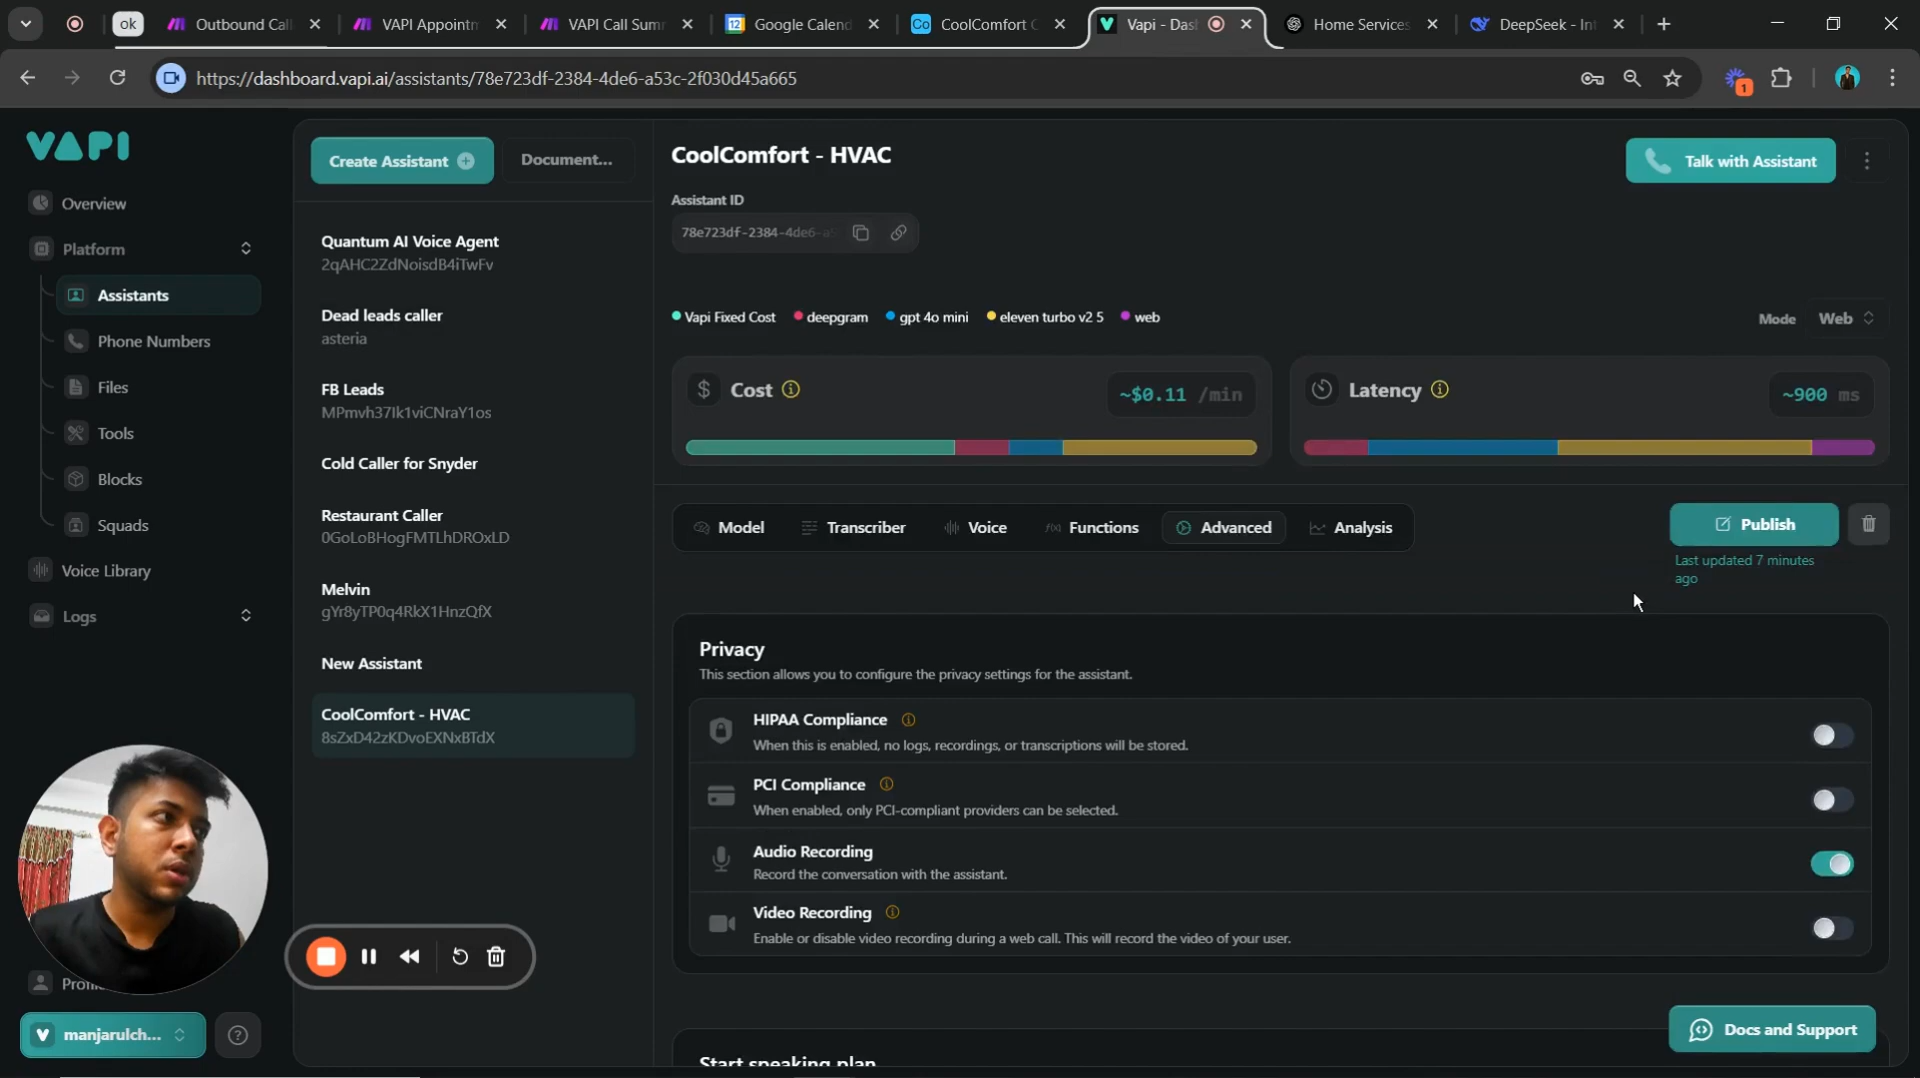 ok
Outbound Cal
VAPI Appointm
VAPI Call Sum
12
Google Calend
Co
CoolComfort C
Vapi - Das
Home Services
DeepSeek - Int
https://dashboard.vapi.ai/assistants/78e723df-2384-4de6-a53c-2f030d45a665
1
VAPI
Overview
Platform
Assistants
Phone Numbers
Files
Tools
Blocks
Squads
Voice Library
Logs
Profil
manjarulch...
Create Assistant
Document...
Quantum AI Voice Agent
2qAHC2ZdNoisdB4iTwFv
Dead leads caller
asteria
FB Leads
MPmvh37Ik1viCNraY1os
Cold Caller for Snyder
Restaurant Caller
0GoLoBHogFMTLhDROxLD
Melvin
gYr8yTP0q4RkX1HnzQfX
New Assistant
CoolComfort - HVAC
8sZxD42zKDvoEXNxBTdX
CoolComfort - HVAC
Talk with Assistant
Assistant ID
78e723df-2384-4de6-a5
Vapi Fixed Cost deepgram gpt 4o mini eleven turbo v2 5 web
Mode Web
Cost ~$0.11 /min
Latency ~900 ms
Model Transcriber Voice Functions Advanced Analysis
Publish
Last updated 7 minutes
ago
Privacy
This section allows you to configure the privacy settings for the assistant.
HIPAA Compliance
When this is enabled, no logs, recordings, or transcriptions will be stored.
PCI Compliance
When enabled, only PCI-compliant providers can be selected.
Audio Recording
Record the conversation with the assistant.
Video Recording
Enable or disable video recording during a web call. This will record the video of your user.
Start speaking plan
Docs and Support